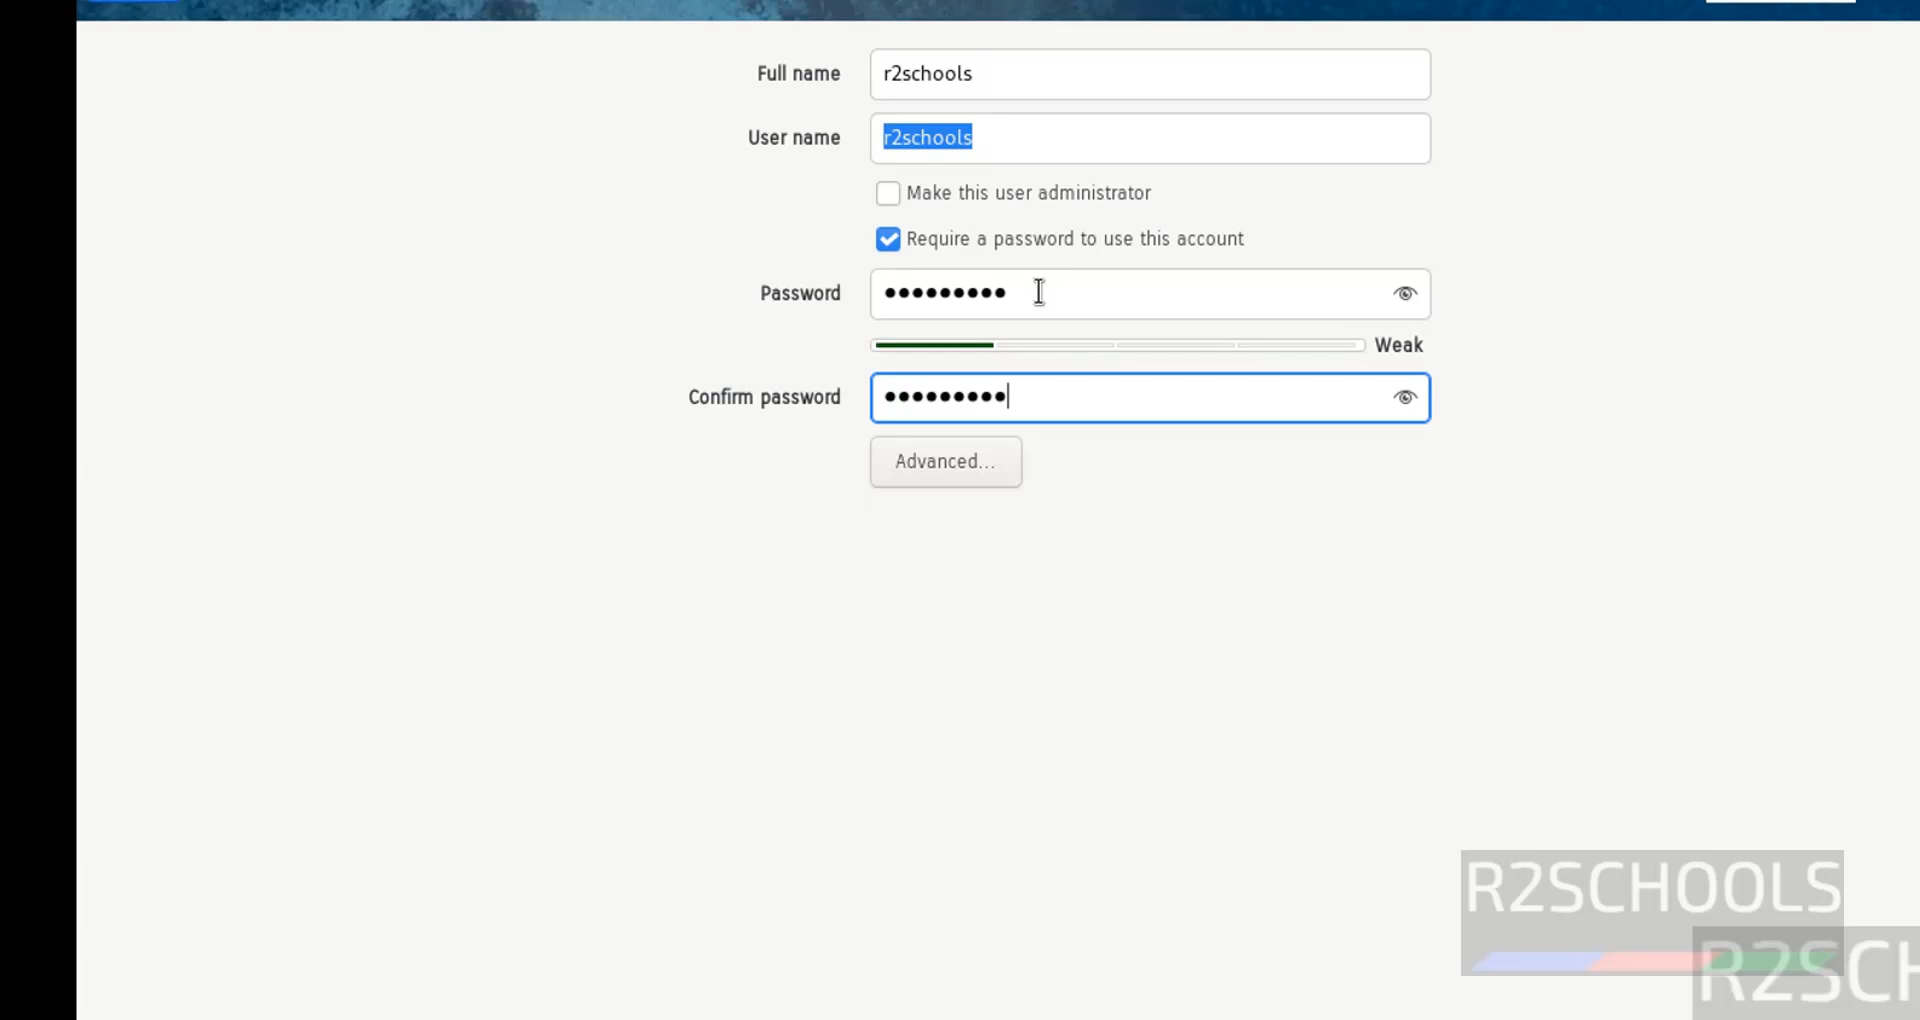 Full name r2schools
User name r2schools
Make this user administrator
Require a password to use this account
Password •••••••••
Weak
Confirm password •••••••••
Advanced...
R2SCHOOLS
R2SCH